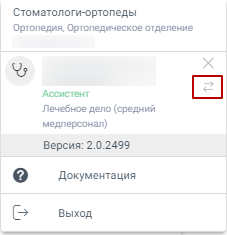 Стоматологи-ортопеды
Ортопедия, Ортопедическое отделение
Ассистент
Лечебное дело (средний
медперсонал)
Версия: 2.0.2499
Документация
Выход